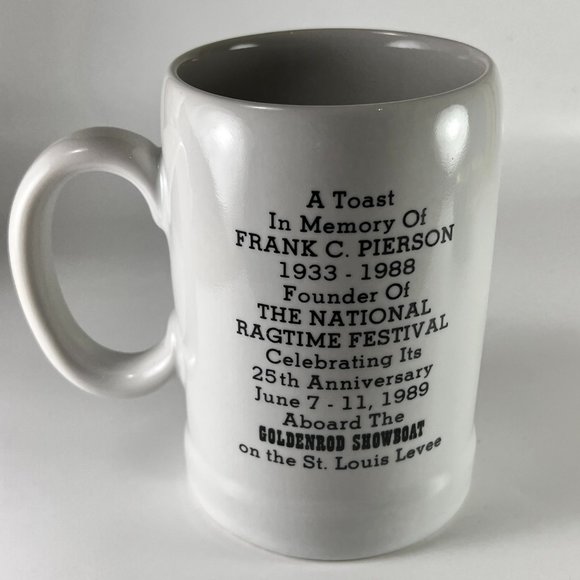 A Toast
In Memory Of
FRANK C. PIERSON
1933 - 1988
Founder Of
THE NATIONAL
RAGTIME FESTIVAL
Celebrating Its
25th Anniversary
June 7 - 11, 1989
Aboard The
GOLDENROD SHOWBOAT
on the St. Louis Levee